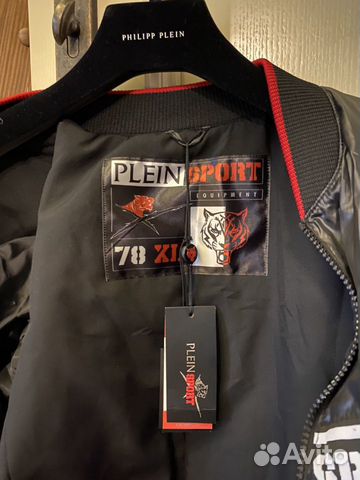 PHILIPP PLEIN
PLEIN SPORT
EQUIPMENT
78 XI
PLEIN
SPORT
Avito